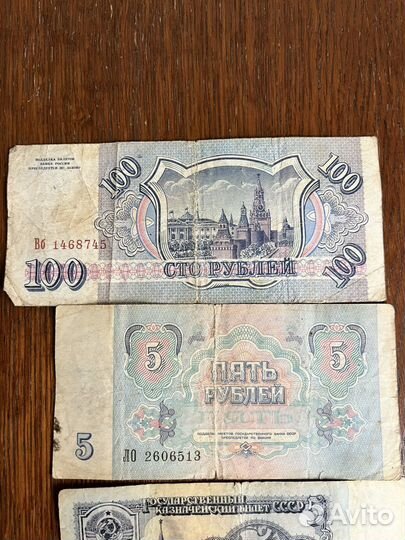 ПОДДЕЛКА БИЛЕТОВ
БАНКА РОССИИ
ПРЕСЛЕДУЕТСЯ ПО ЗАКОНУ
100
100
Вб 1468745
100
СТО РУБЛЕЙ
100
5
5
ПЯТЬ
РУБЛЕЙ
ПОДДЕЛКА БИЛЕТОВ ГОСУДАРСТВЕННОГО БАНКА СССР
ПРЕСЛЕДУЕТСЯ ПО ЗАКОНУ
5
ЛО 2606513
ГОСУДАРСТВЕННЫЙ
КАЗНАЧЕЙСКИЙ БИЛЕТ СССР
Avito